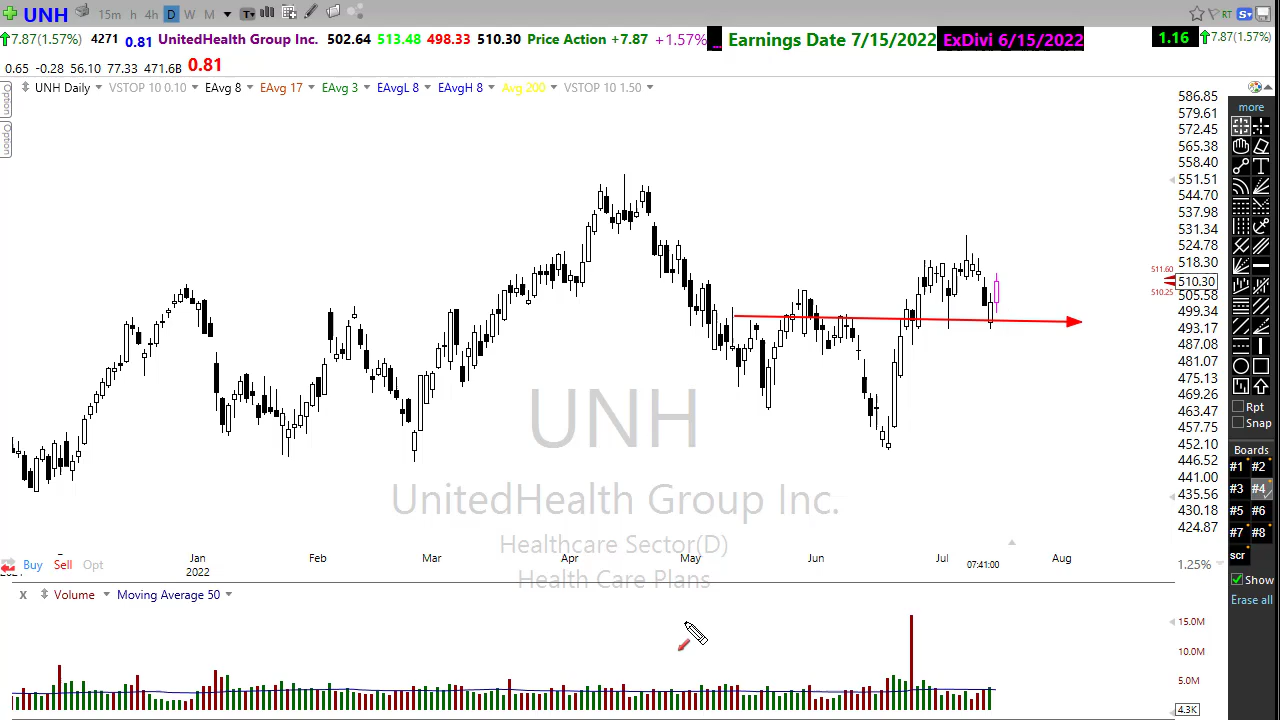 UNH 15m h 4h D W M T RT S
7.87(1.57%) 4271 0.81 UnitedHealth Group Inc. 502.64 513.48 498.33 510.30 Price Action +7.87 +1.57% ... Earnings Date 7/15/2022 ExDivi 6/15/2022 1.16 7.87(1.57%)
0.65 -0.28 56.10 77.33 471.6B 0.81
Option
Option
UNH Daily VSTOP 10 0.10 EAvg 8 EAvg 17 EAvg 3 EAvgL 8 EAvgH 8 Avg 200 VSTOP 10 1.50
586.85
579.61
572.45
565.38
558.40
551.51
544.70
537.98
531.34
524.78
518.30
511.60
510.30
510.25
505.58
499.34
493.17
487.08
481.07
475.13
469.26
463.47
457.75
452.10
446.52
441.00
435.56
430.18
424.87
more
Rpt
Snap
Boards
#1 #2
#3 #4
#5 #6
#7 #8
scr
Show
Erase all
UNH
UnitedHealth Group Inc.
Healthcare Sector(D)
Health Care Plans
Jan Feb Mar Apr May Jun Jul Aug
2022 07:41:00
Buy Sell Opt 1.25%
x Volume Moving Average 50
15.0M
10.0M
5.0M
4.3K